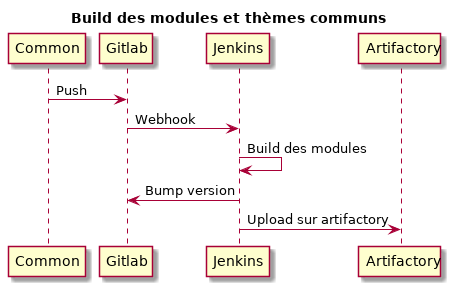 Build des modules et thèmes communs
Common Gitlab Jenkins Artifactory
Push
Webhook
Build des modules
Bump version
Upload sur artifactory
Common Gitlab Jenkins Artifactory